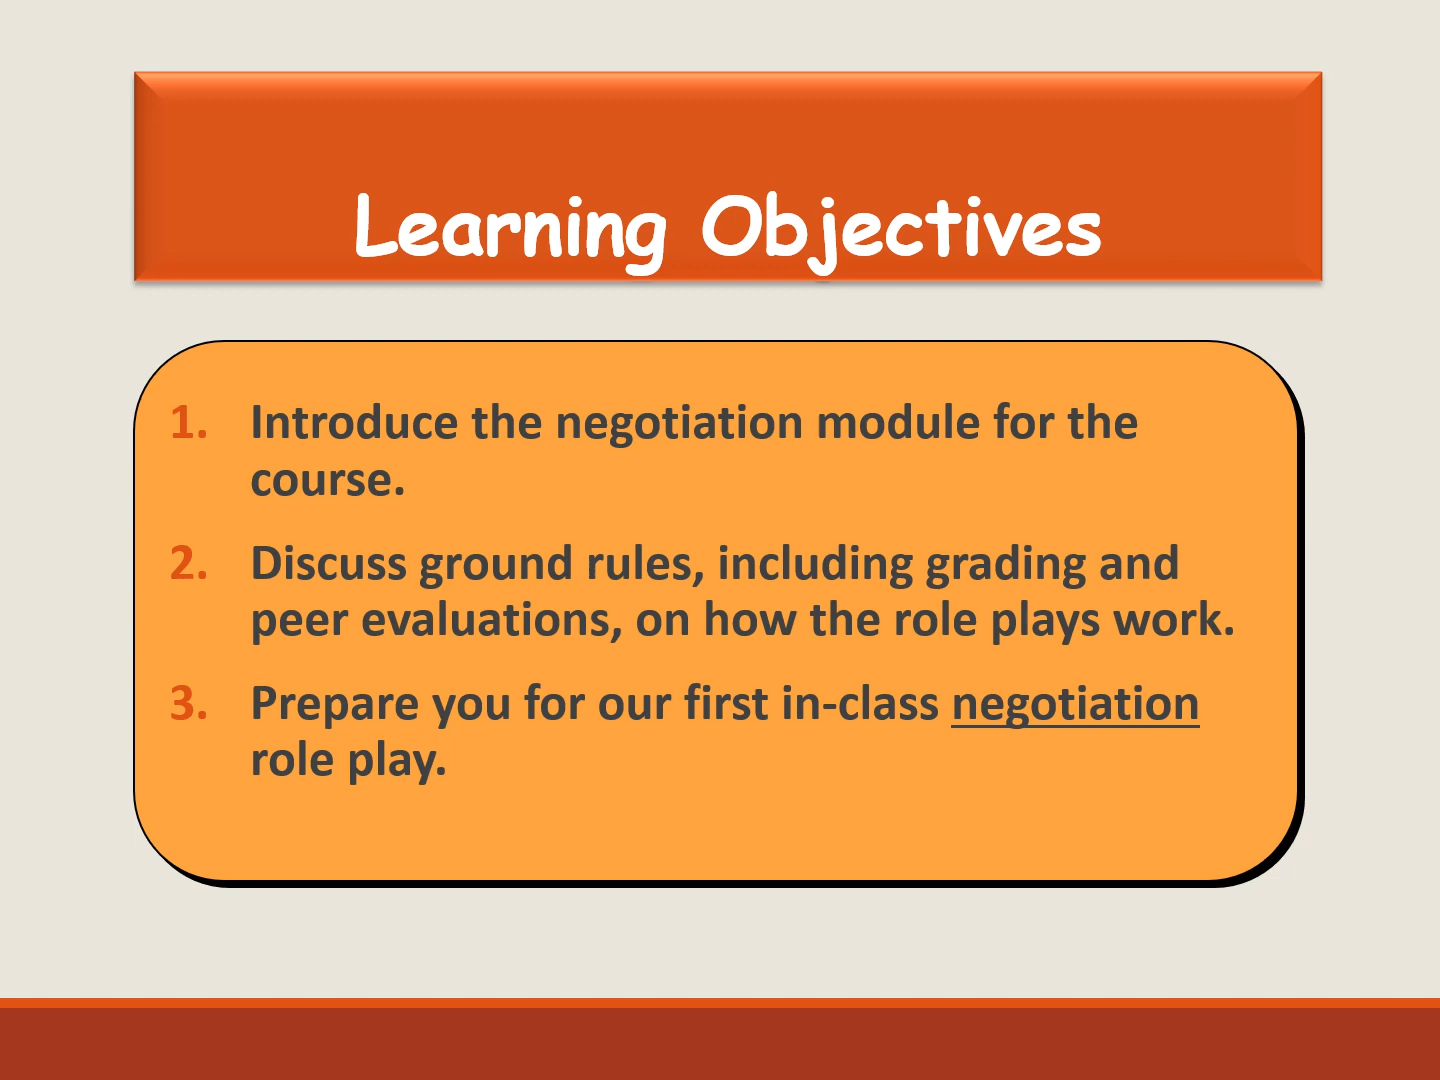 Learning Objectives
1. Introduce the negotiation module for the
course.
2. Discuss ground rules, including grading and
peer evaluations, on how the role plays work.
3. Prepare you for our first in-class negotiation
role play.